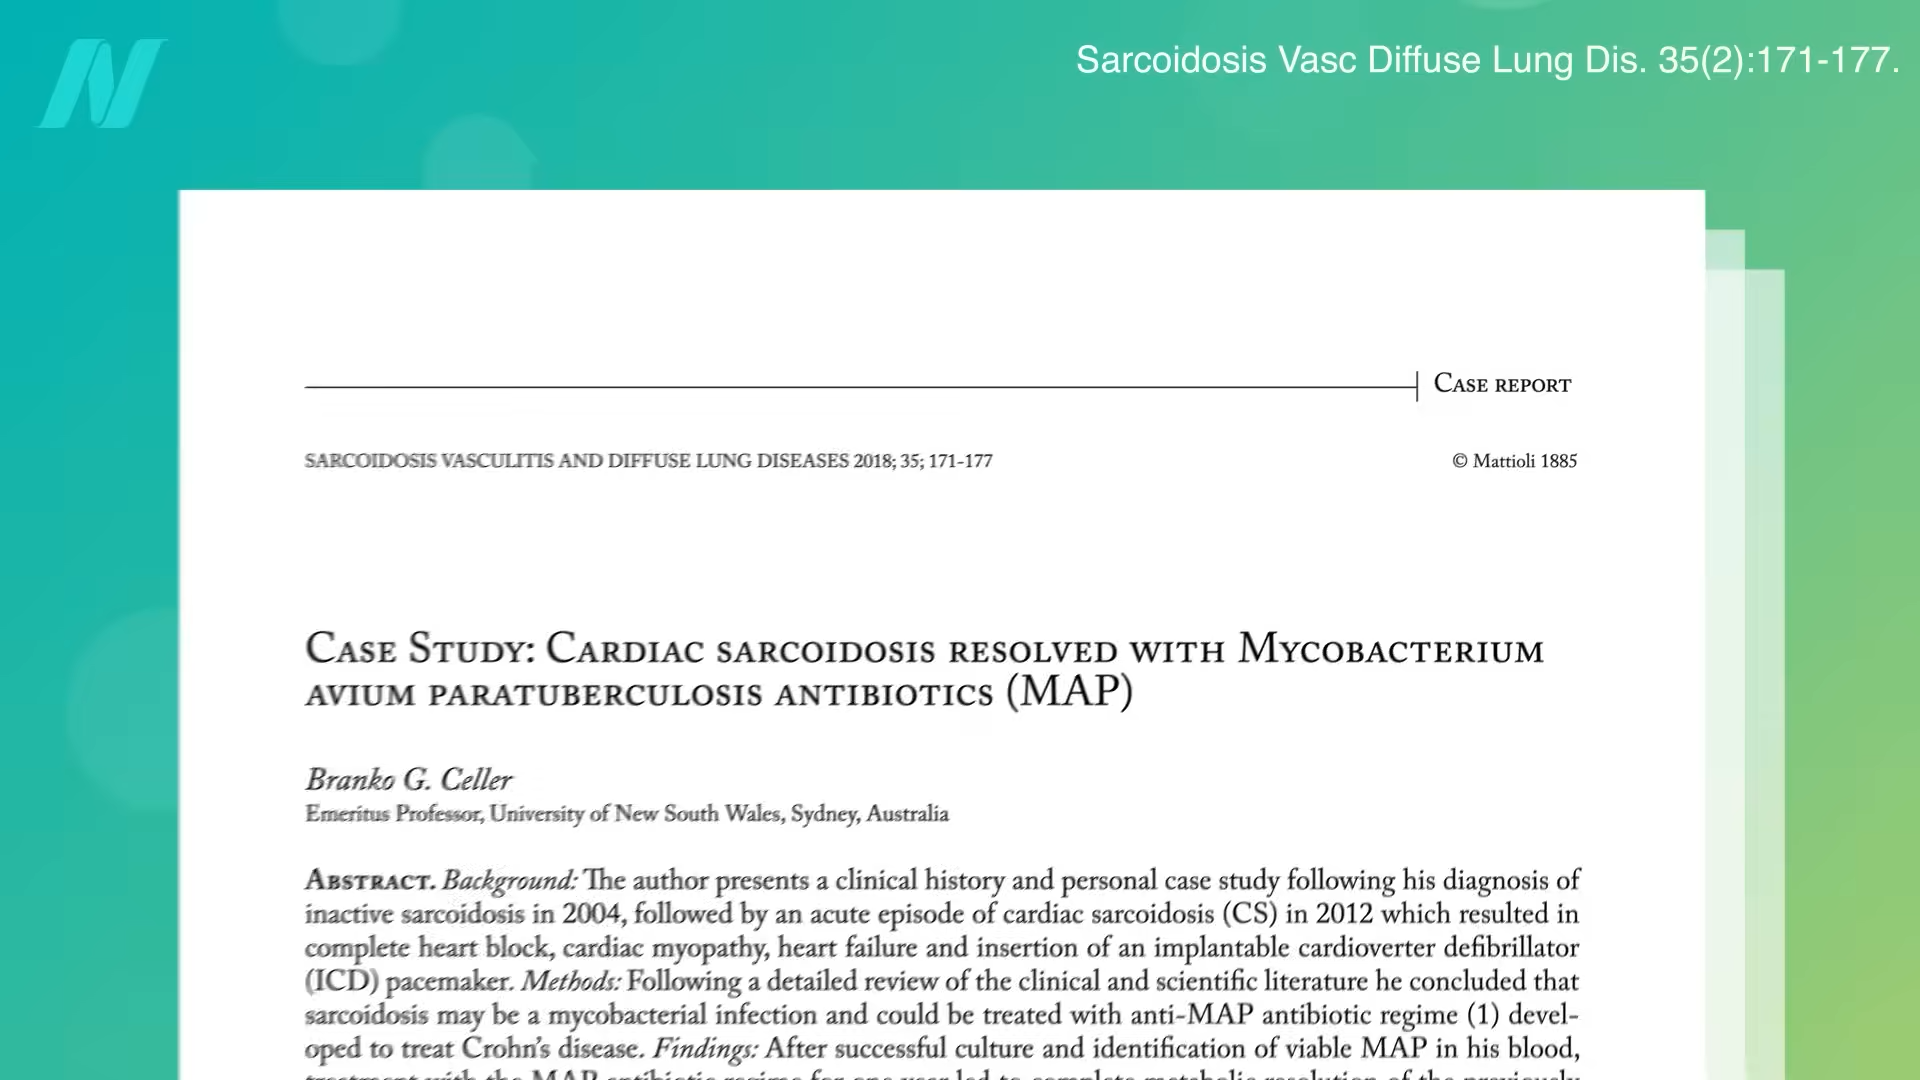 Sarcoidosis Vasc Diffuse Lung Dis. 35(2):171-177.
CASE REPORT
SARCOIDOSIS VASCULITIS AND DIFFUSE LUNG DISEASES 2018; 35; 171-177
© Mattioli 1885
CASE STUDY: CARDIAC SARCOIDOSIS RESOLVED WITH MYCOBACTERIUM
AVIUM PARATUBERCULOSIS ANTIBIOTICS (MAP)
Branko G. Celler
Emeritus Professor, University of New South Wales, Sydney, Australia
ABSTRACT. Background: The author presents a clinical history and personal case study following his diagnosis of
inactive sarcoidosis in 2004, followed by an acute episode of cardiac sarcoidosis (CS) in 2012 which resulted in
complete heart block, cardiac myopathy, heart failure and insertion of an implantable cardioverter defibrillator
(ICD) pacemaker. Methods: Following a detailed review of the clinical and scientific literature he concluded that
sarcoidosis may be a mycobacterial infection and could be treated with anti-MAP antibiotic regime (1) devel-
oped to treat Crohn's disease. Findings: After successful culture and identification of viable MAP in his blood,